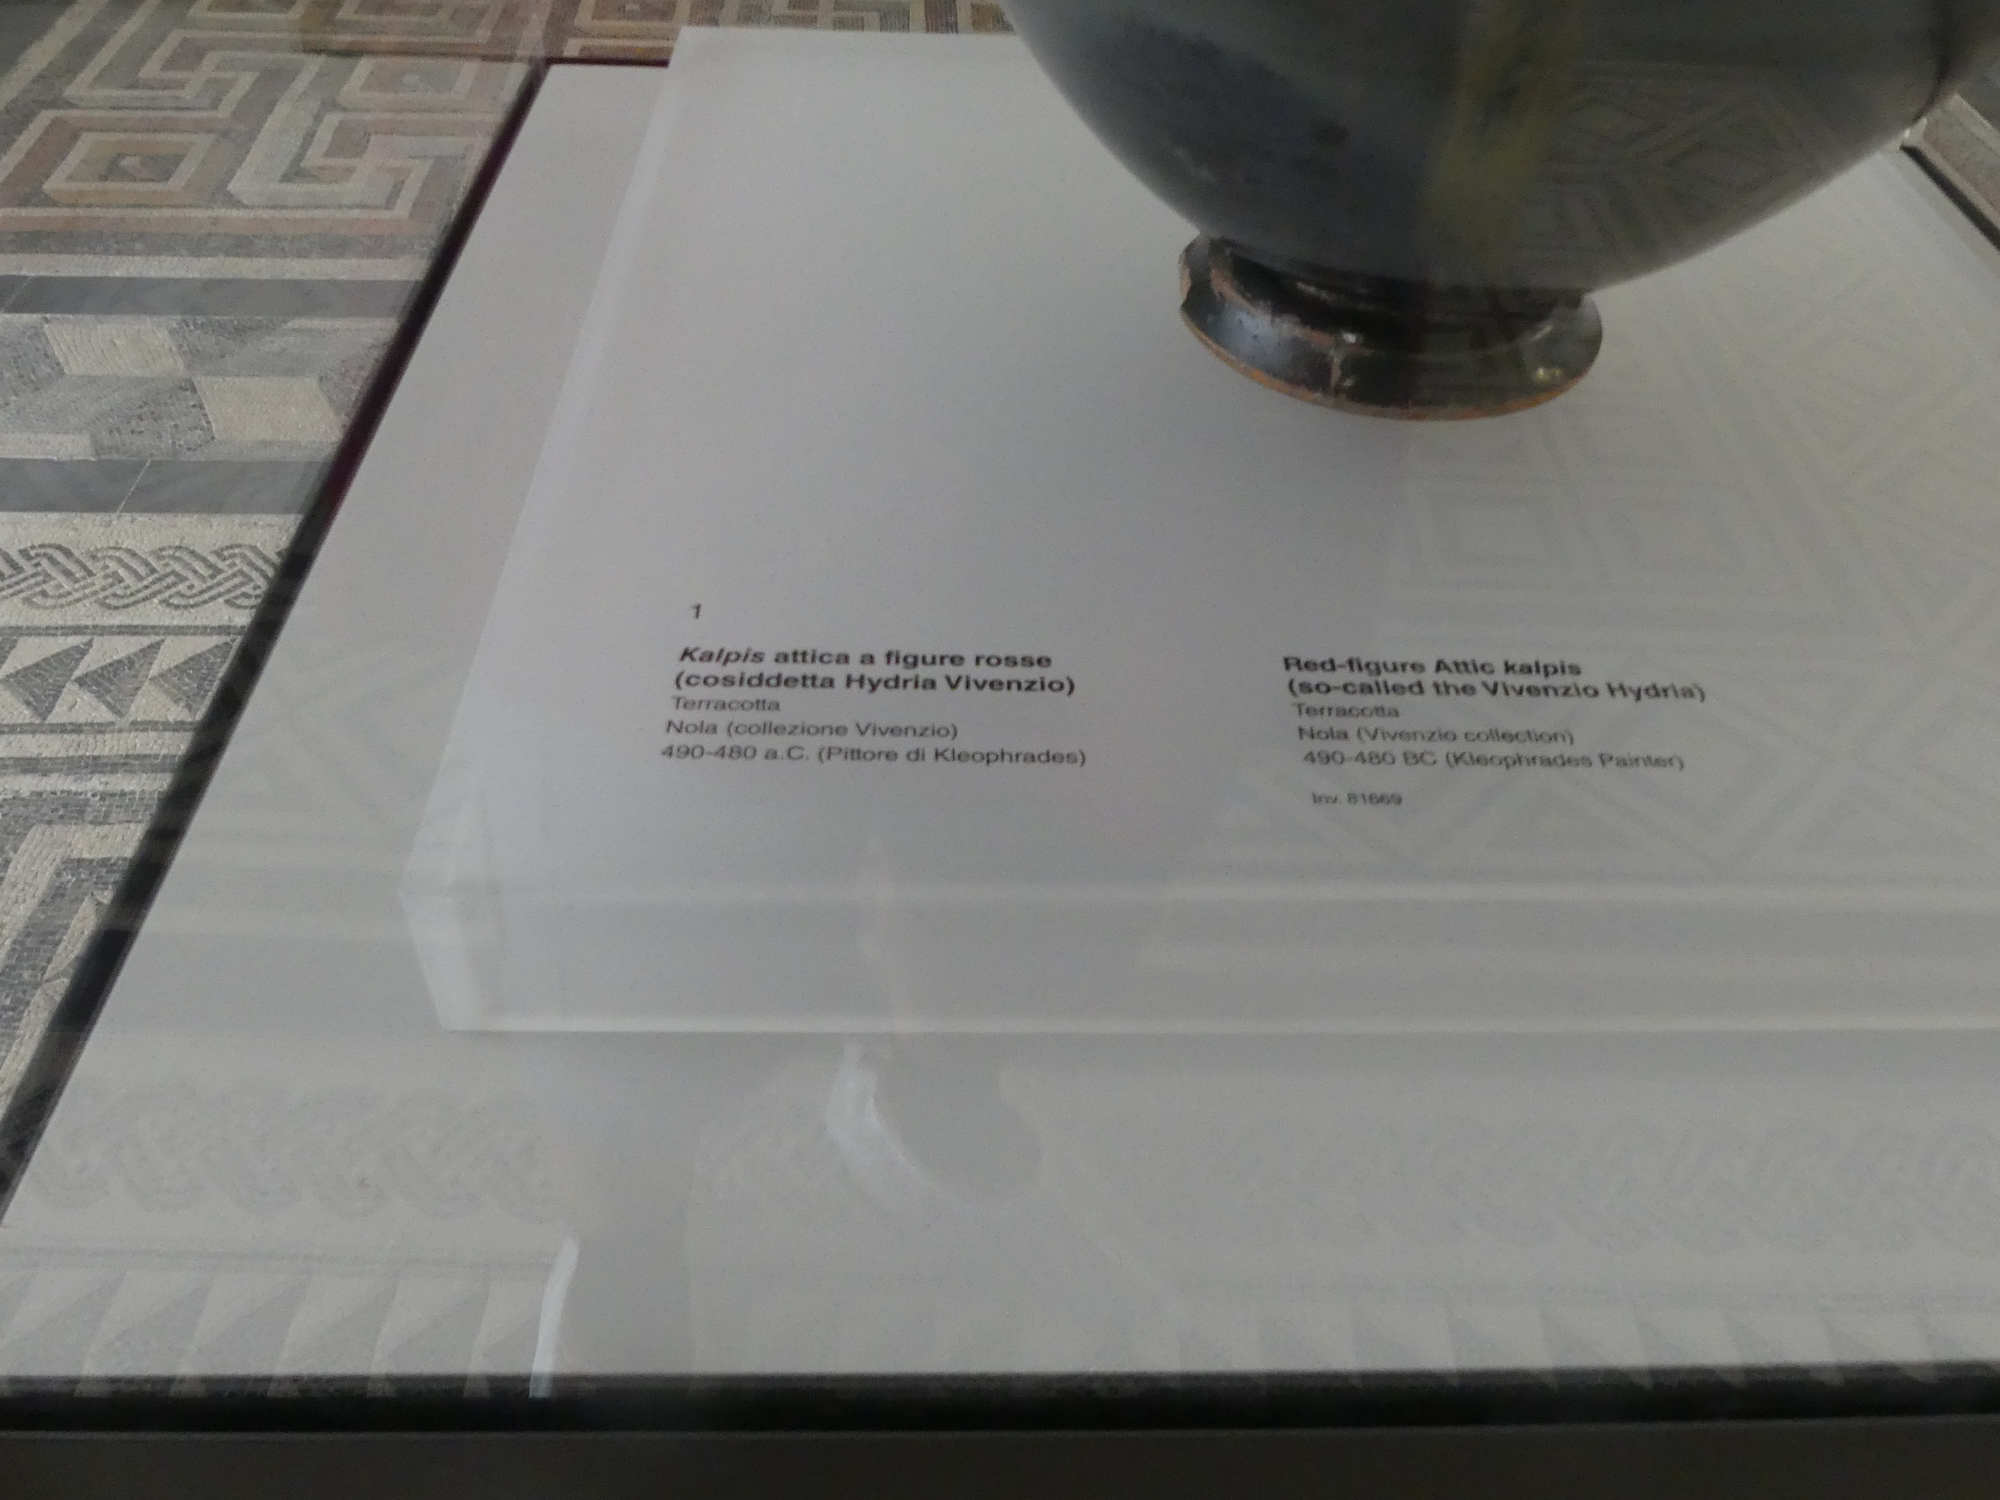 1
Kalpis attica a figure rosse
(cosiddetta Hydria Vivenzio)
Terracotta
Nola (collezione Vivenzio)
490-480 a.C. (Pittore di Kleophrades)
Red-figure Attic kalpis
(so-called the Vivenzio Hydria)
Terracotta
Nola (Vivenzio collection)
490-480 BC (Kleophrades Painter)
Inv. 81669